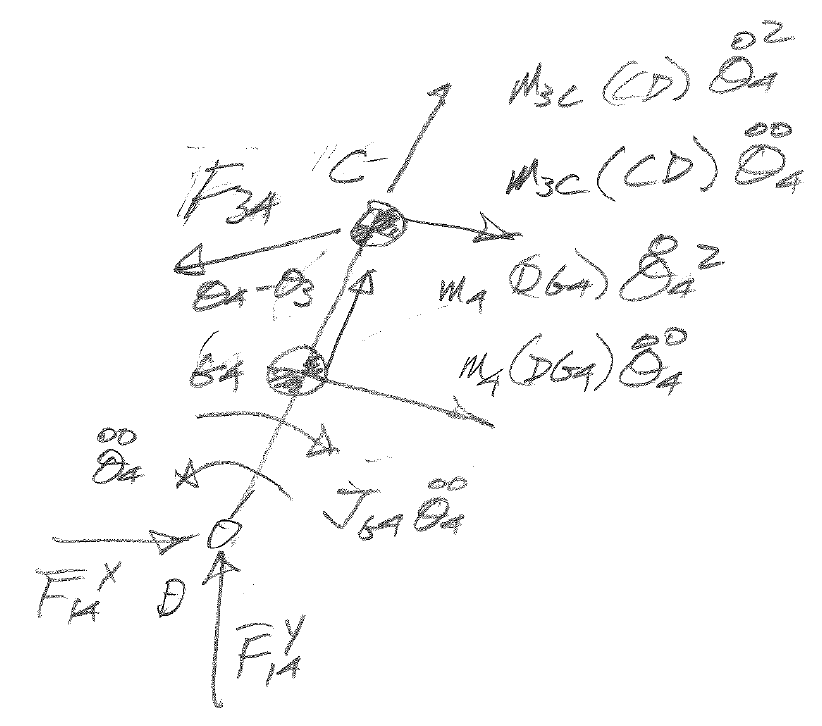 m₃C (CD) θ̇₄²
m₃C (CD) θ̈₄
"C"
F₃₄
θ₄-θ₃
m₄ (DG4) θ̇₄²
G4
m₄ (DG4) θ̈₄
θ̈₄
J_G4 θ̈₄
F₁₄ˣ
D
F₁₄ʸ